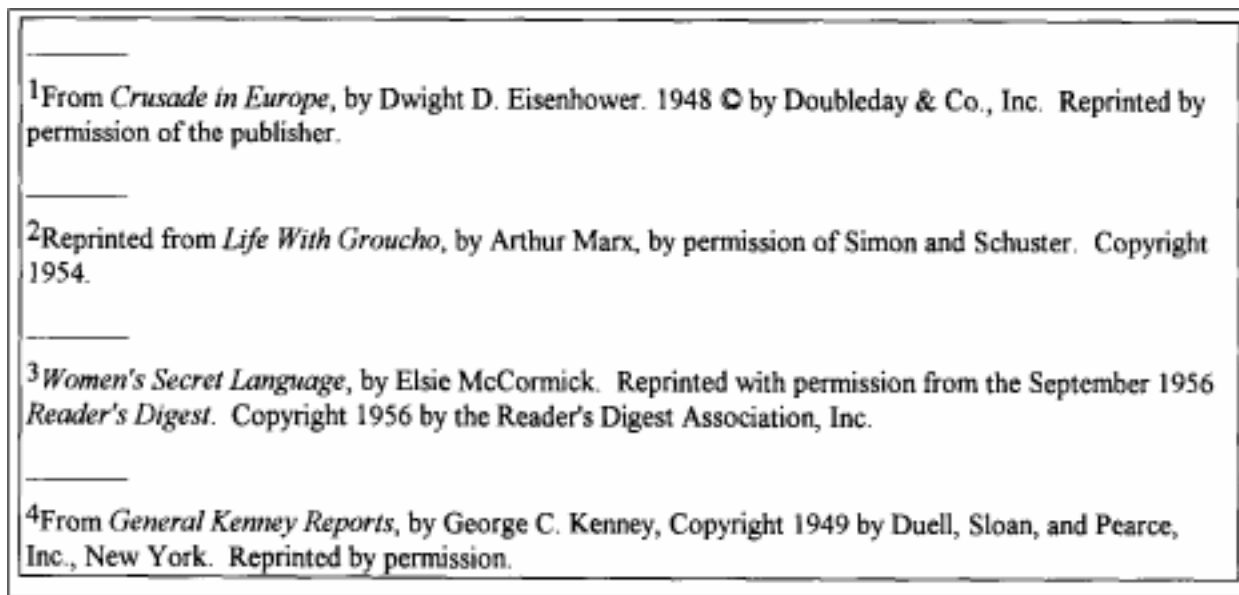 1From Crusade in Europe, by Dwight D. Eisenhower. 1948 © by Doubleday & Co., Inc. Reprinted by
permission of the publisher.
2Reprinted from Life With Groucho, by Arthur Marx, by permission of Simon and Schuster. Copyright
1954.
3Women's Secret Language, by Elsie McCormick. Reprinted with permission from the September 1956
Reader's Digest. Copyright 1956 by the Reader's Digest Association, Inc.
4From General Kenney Reports, by George C. Kenney, Copyright 1949 by Duell, Sloan, and Pearce,
Inc., New York. Reprinted by permission.